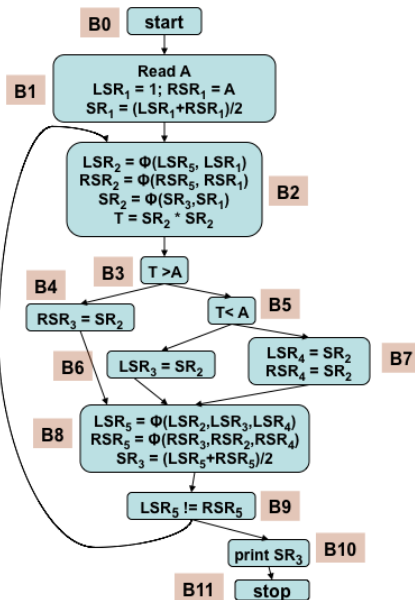 B0
start
B1
Read A
LSR₁ = 1; RSR₁ = A
SR₁ = (LSR₁+RSR₁)/2
LSR₂ = Φ(LSR₅, LSR₁)
RSR₂ = Φ(RSR₅, RSR₁)
SR₂ = Φ(SR₃,SR₁)
T = SR₂ * SR₂
B2
B3
T >A
B4
RSR₃ = SR₂
B5
T< A
B6
LSR₃ = SR₂
LSR₄ = SR₂
RSR₄ = SR₂
B7
B8
LSR₅ = Φ(LSR₂,LSR₃,LSR₄)
RSR₅ = Φ(RSR₃,RSR₂,RSR₄)
SR₃ = (LSR₅+RSR₅)/2
LSR₅ != RSR₅
B9
print SR₃
B10
B11
stop